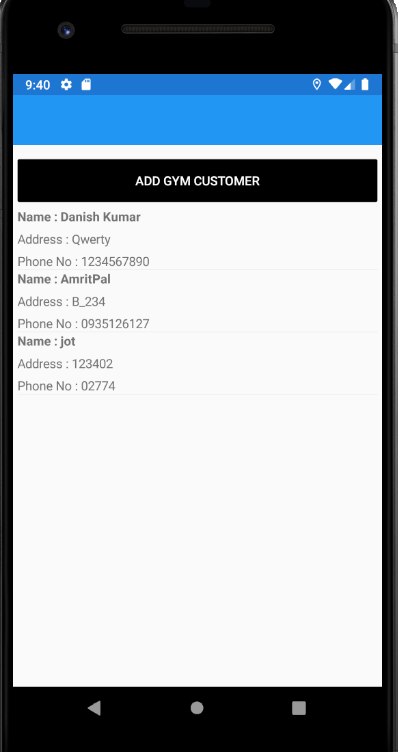 9:40
ADD GYM CUSTOMER
Name : Danish Kumar
Address : Qwerty
Phone No : 1234567890
Name : AmritPal
Address : B_234
Phone No : 0935126127
Name : jot
Address : 123402
Phone No : 02774